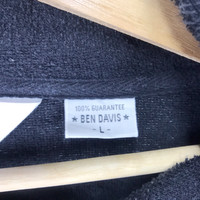 100% GUARANTEE
★ BEN DAVIS ★
- L -